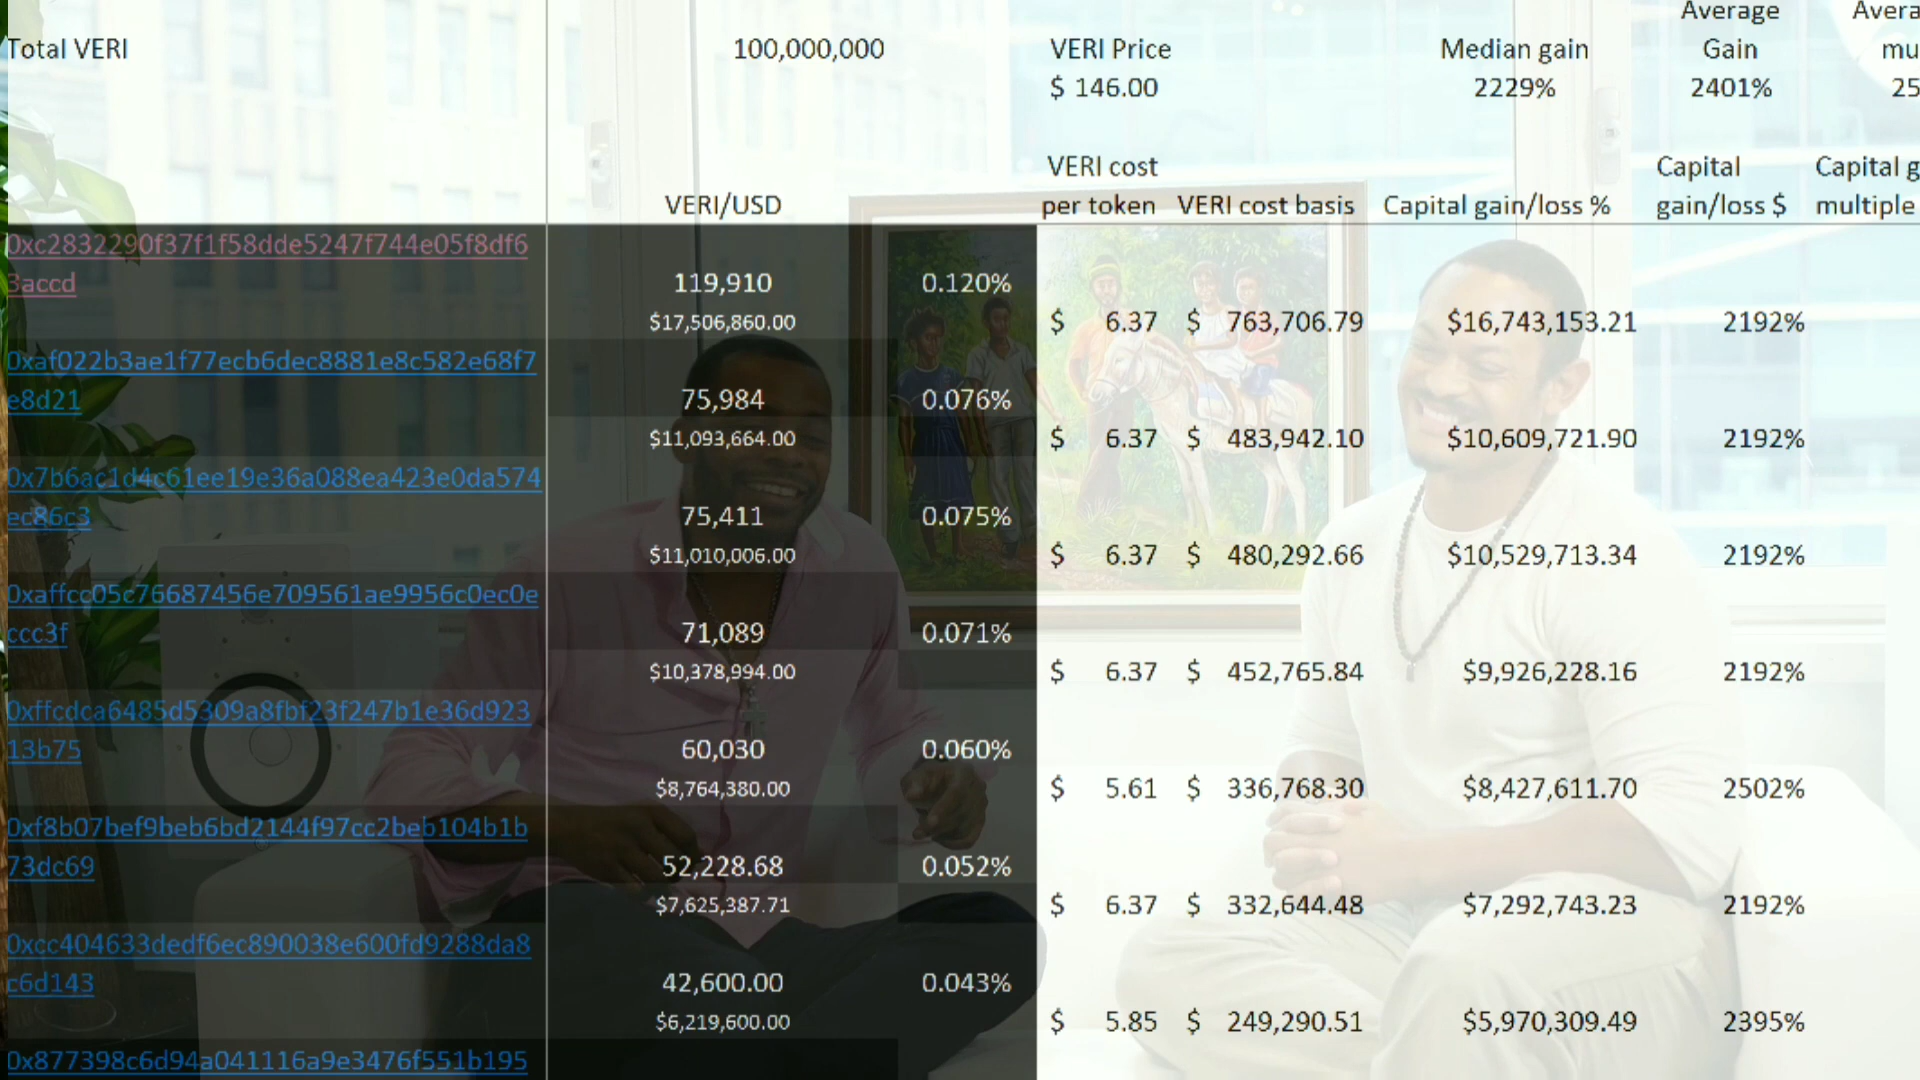 Average Avera
Total VERI 100,000,000 VERI Price Median gain Gain mu
$ 146.00 2229% 2401% 25
VERI cost Capital Capital g
VERI/USD per token VERI cost basis Capital gain/loss % gain/loss $ multiple
0xc2832290f37f1f58dde5247f744e05f8df6
3accd 119,910 0.120%
$17,506,860.00 $ 6.37 $ 763,706.79 $16,743,153.21 2192%
0xaf022b3ae1f77ecb6dec8881e8c582e68f7
e8d21 75,984 0.076%
$11,093,664.00 $ 6.37 $ 483,942.10 $10,609,721.90 2192%
0x7b6ac1d4c61ee19e36a088ea423e0da574
ec86c3 75,411 0.075%
$11,010,006.00 $ 6.37 $ 480,292.66 $10,529,713.34 2192%
0xaffcc05c76687456e709561ae9956c0ec0e
ccc3f 71,089 0.071%
$10,378,994.00 $ 6.37 $ 452,765.84 $9,926,228.16 2192%
0xffcdca6485d5309a8fbf23f247b1e36d923
13b75 60,030 0.060%
$8,764,380.00 $ 5.61 $ 336,768.30 $8,427,611.70 2502%
0xf8b07bef9beb6bd2144f97cc2beb104b1b
73dc69 52,228.68 0.052%
$7,625,387.71 $ 6.37 $ 332,644.48 $7,292,743.23 2192%
0xcc404633dedf6ec890038e600fd9288da8
c6d143 42,600.00 0.043%
$6,219,600.00 $ 5.85 $ 249,290.51 $5,970,309.49 2395%
0x877398c6d94a041116a9e3476f551b195